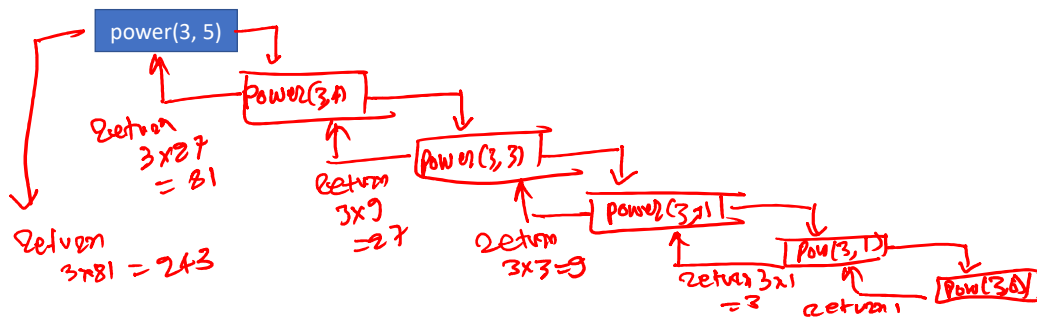 power(3, 5)
Power(3,4)
Return
3x27
= 81
power(3,3)
Return
3x9
=27
power(3,2)
Return
3x3=9
Pow(3,1)
Return 3x1
=3
Pow(3,0)
Return 1
Return
3x81 = 243